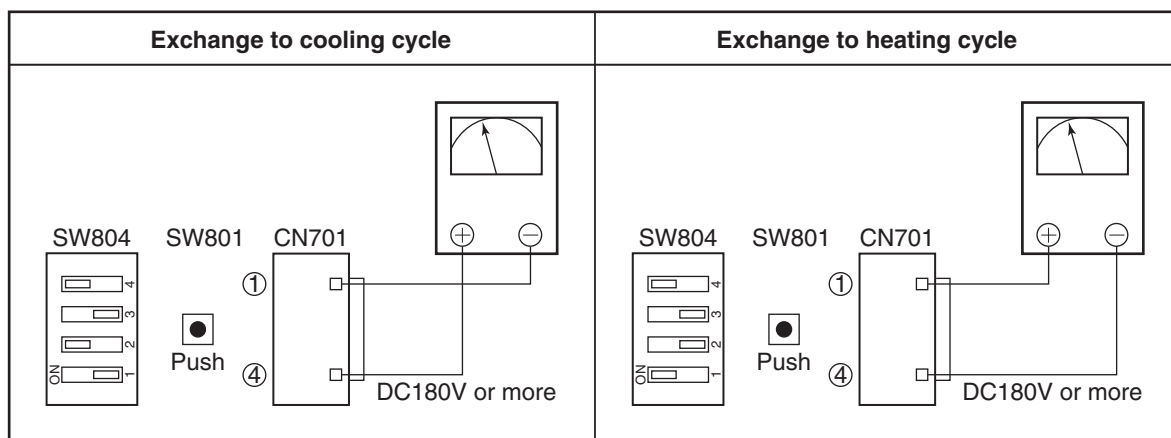 Exchange to cooling cycle
Exchange to heating cycle
SW804 SW801 CN701
+ −
4
3
2
ON 1
Push
①
④
DC180V or more
SW804 SW801 CN701
+ −
4
3
2
ON 1
Push
①
④
DC180V or more